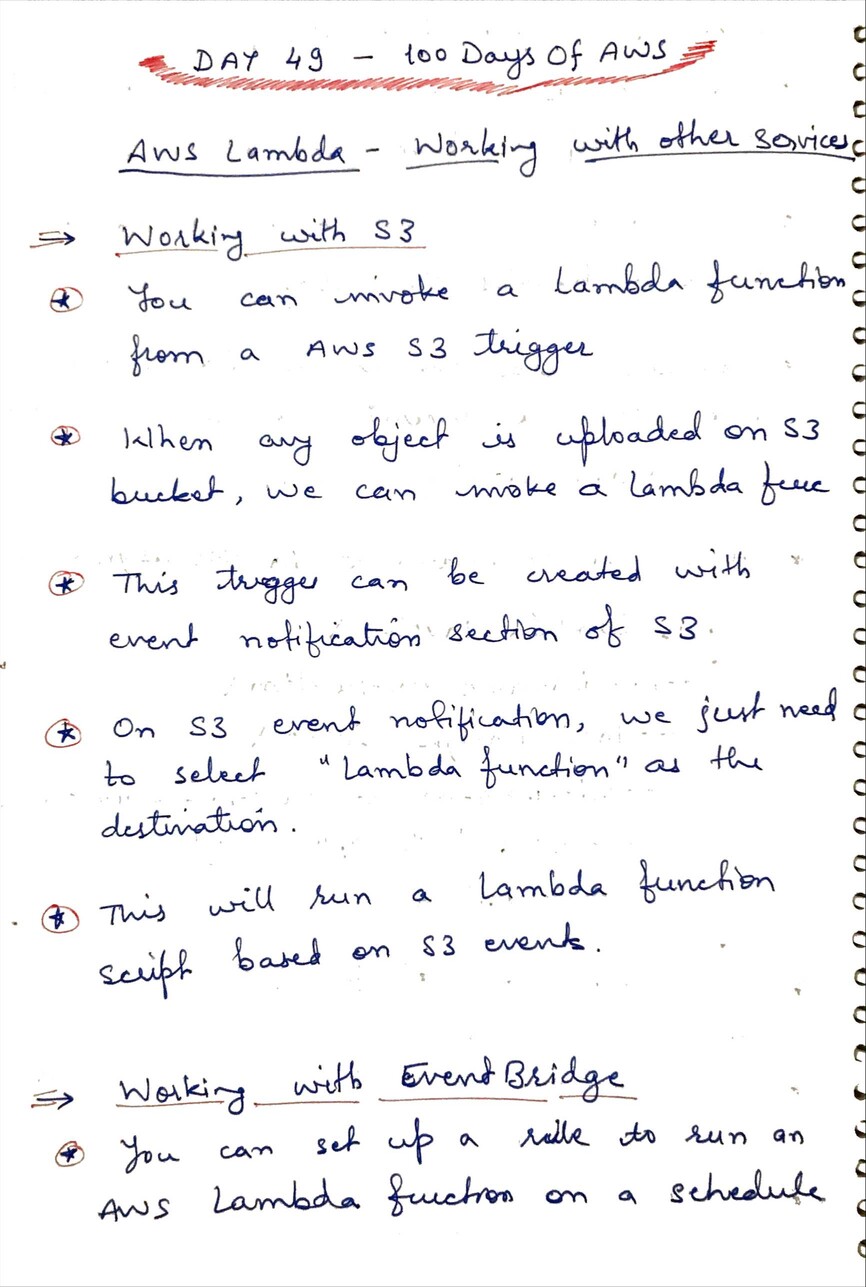 DAY 49 - 100 Days Of AWS
AWS Lambda - Working with other services
⇒ Working with S3
* You can invoke a Lambda function
from a AWS S3 trigger
* When any object is uploaded on S3
bucket, we can invoke a lambda func
* This trigger can be created with
event notification section of S3.
* On S3 event notification, we just need
to select "Lambda function" as the
destination.
* This will run a Lambda function
script based on S3 events.
⇒ Working with EventBridge
* You can set up a rule to run an
AWS Lambda function on a schedule